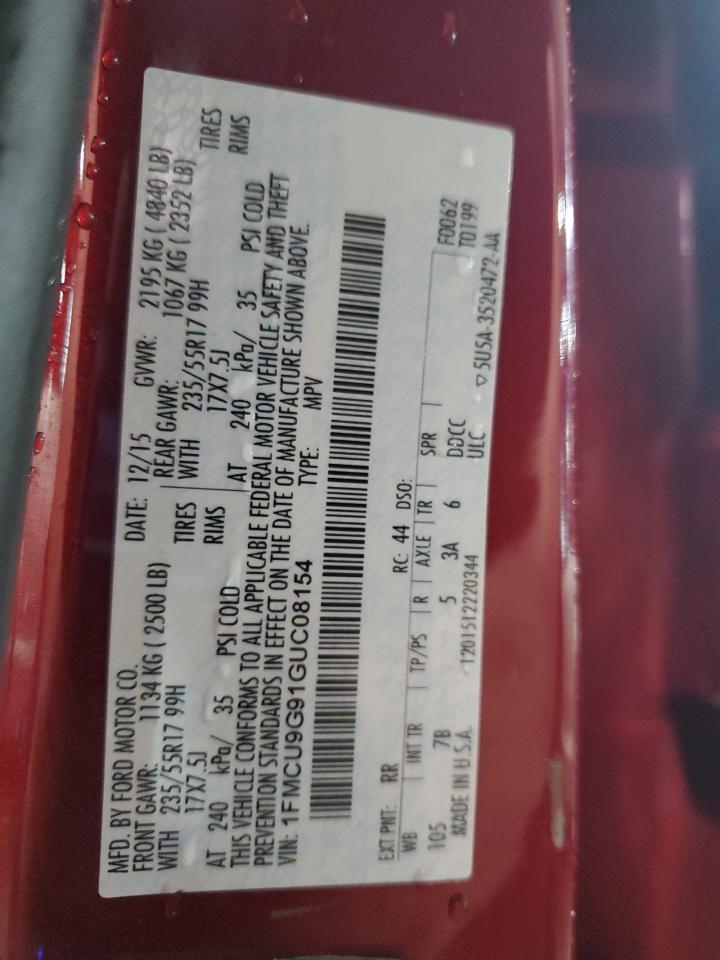 MFD. BY FORD MOTOR CO.
DATE: 12/15 GVWR: 2195 KG ( 4840 LB)
FRONT GAWR: 1134 KG ( 2500 LB) REAR GAWR: 1067 KG ( 2352 LB)
WITH 235/55R17 99H TIRES WITH 235/55R17 99H TIRES
17X7.5J RIMS 17X7.5J RIMS
AT 240 kPa/ 35 PSI COLD AT 240 kPa/ 35 PSI COLD
THIS VEHICLE CONFORMS TO ALL APPLICABLE FEDERAL MOTOR VEHICLE SAFETY AND THEFT
PREVENTION STANDARDS IN EFFECT ON THE DATE OF MANUFACTURE SHOWN ABOVE.
VIN: 1FMCU9G91GUC08154 TYPE: MPV
EXT PNT: RR RC: 44 DSO: F0062
WB INT TR TP/PS R AXLE TR SPR T0199
105 7B 5 3A 6 DDCC
MADE IN U.S.A. 1201512220344 ULC ▽5U5A-3520472-AA